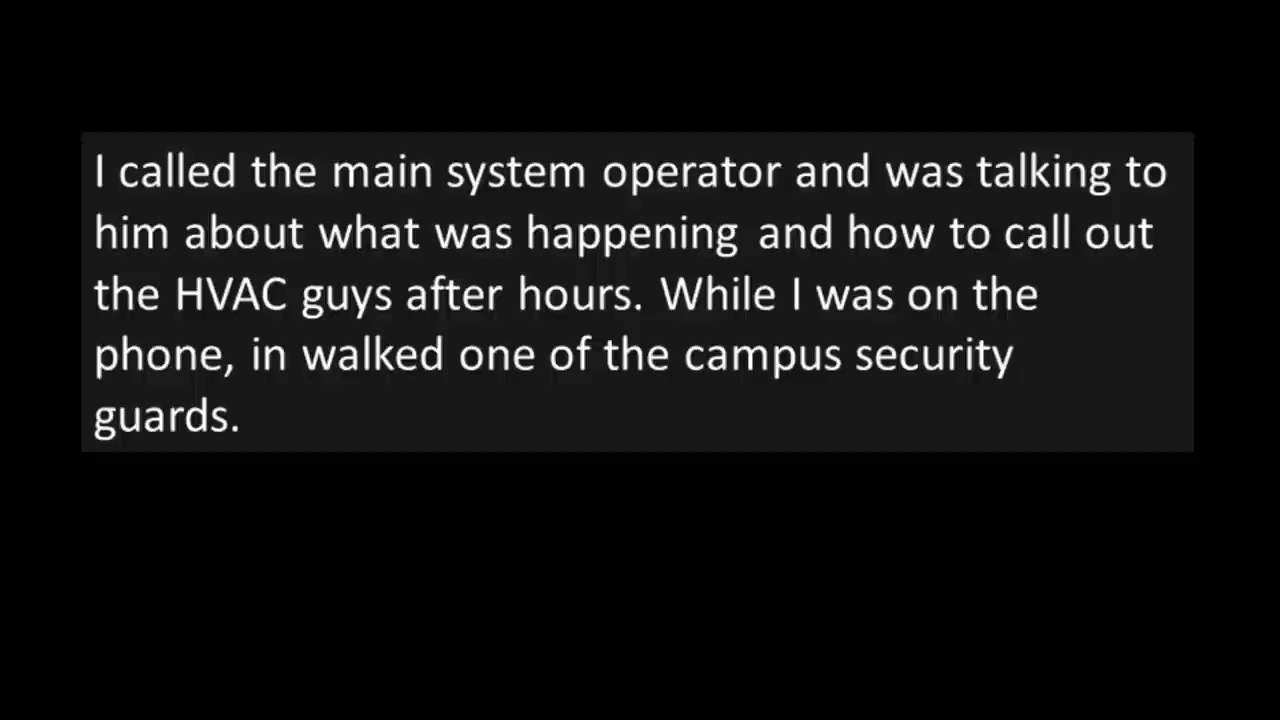 I called the main system operator and was talking to
him about what was happening and how to call out
the HVAC guys after hours. While I was on the
phone, in walked one of the campus security
guards.